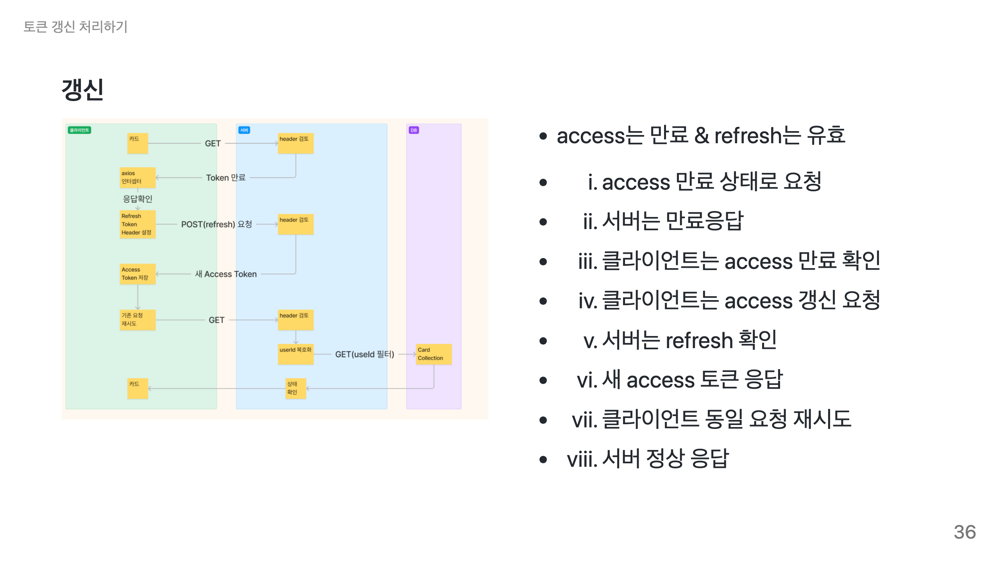 토큰 갱신 처리하기
갱신
클라이언트
서버
DB
카드
GET
header 검토
axios
인터셉터
Token 만료
응답확인
Refresh
Token
Header 설정
POST(refresh) 요청
header 검토
Access
Token 저장
새 Access Token
기존 요청
재시도
GET
header 검토
userId 복호화
GET(useId 필터)
Card
Collection
카드
상태
확인
• access는 만료 & refresh는 유효
• i. access 만료 상태로 요청
• ii. 서버는 만료응답
• iii. 클라이언트는 access 만료 확인
• iv. 클라이언트는 access 갱신 요청
• v. 서버는 refresh 확인
• vi. 새 access 토큰 응답
• vii. 클라이언트 동일 요청 재시도
• viii. 서버 정상 응답
36